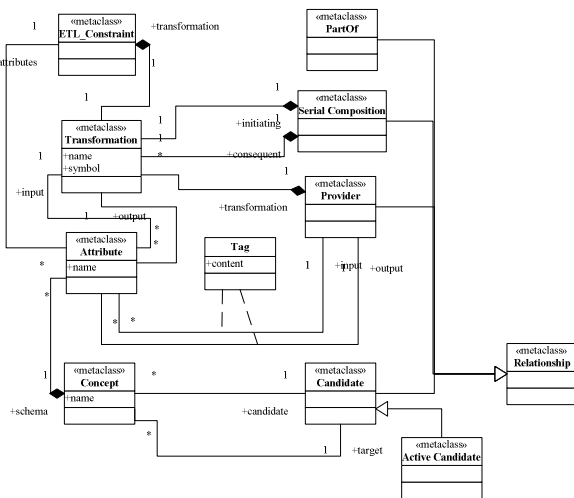 1
+transformation
«metaclass»
ETL_Constraint
«metaclass»
PartOf
attributes
1
1
1
«metaclass»
Serial Composition
1
+initiating
1
«metaclass»
Transformation
+name
+symbol
1
*
+consequent
1
1
«metaclass»
Provider
+input
+transformation
1
+output
*
*
«metaclass»
Attribute
+name
Tag
+content
*
1
+input
1
+output
*
*
*
«metaclass»
Relationship
1
«metaclass»
Concept
+name
*
1
«metaclass»
Candidate
+schema
+candidate
*
1
+target
«metaclass»
Active Candidate